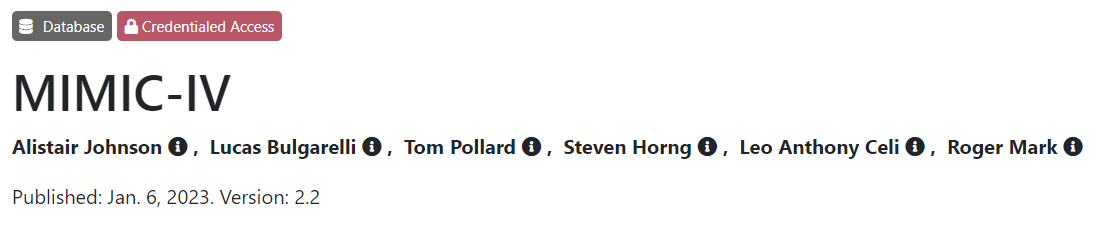 Database Credentialed Access
MIMIC-IV
Alistair Johnson , Lucas Bulgarelli , Tom Pollard , Steven Horng , Leo Anthony Celi , Roger Mark
Published: Jan. 6, 2023. Version: 2.2